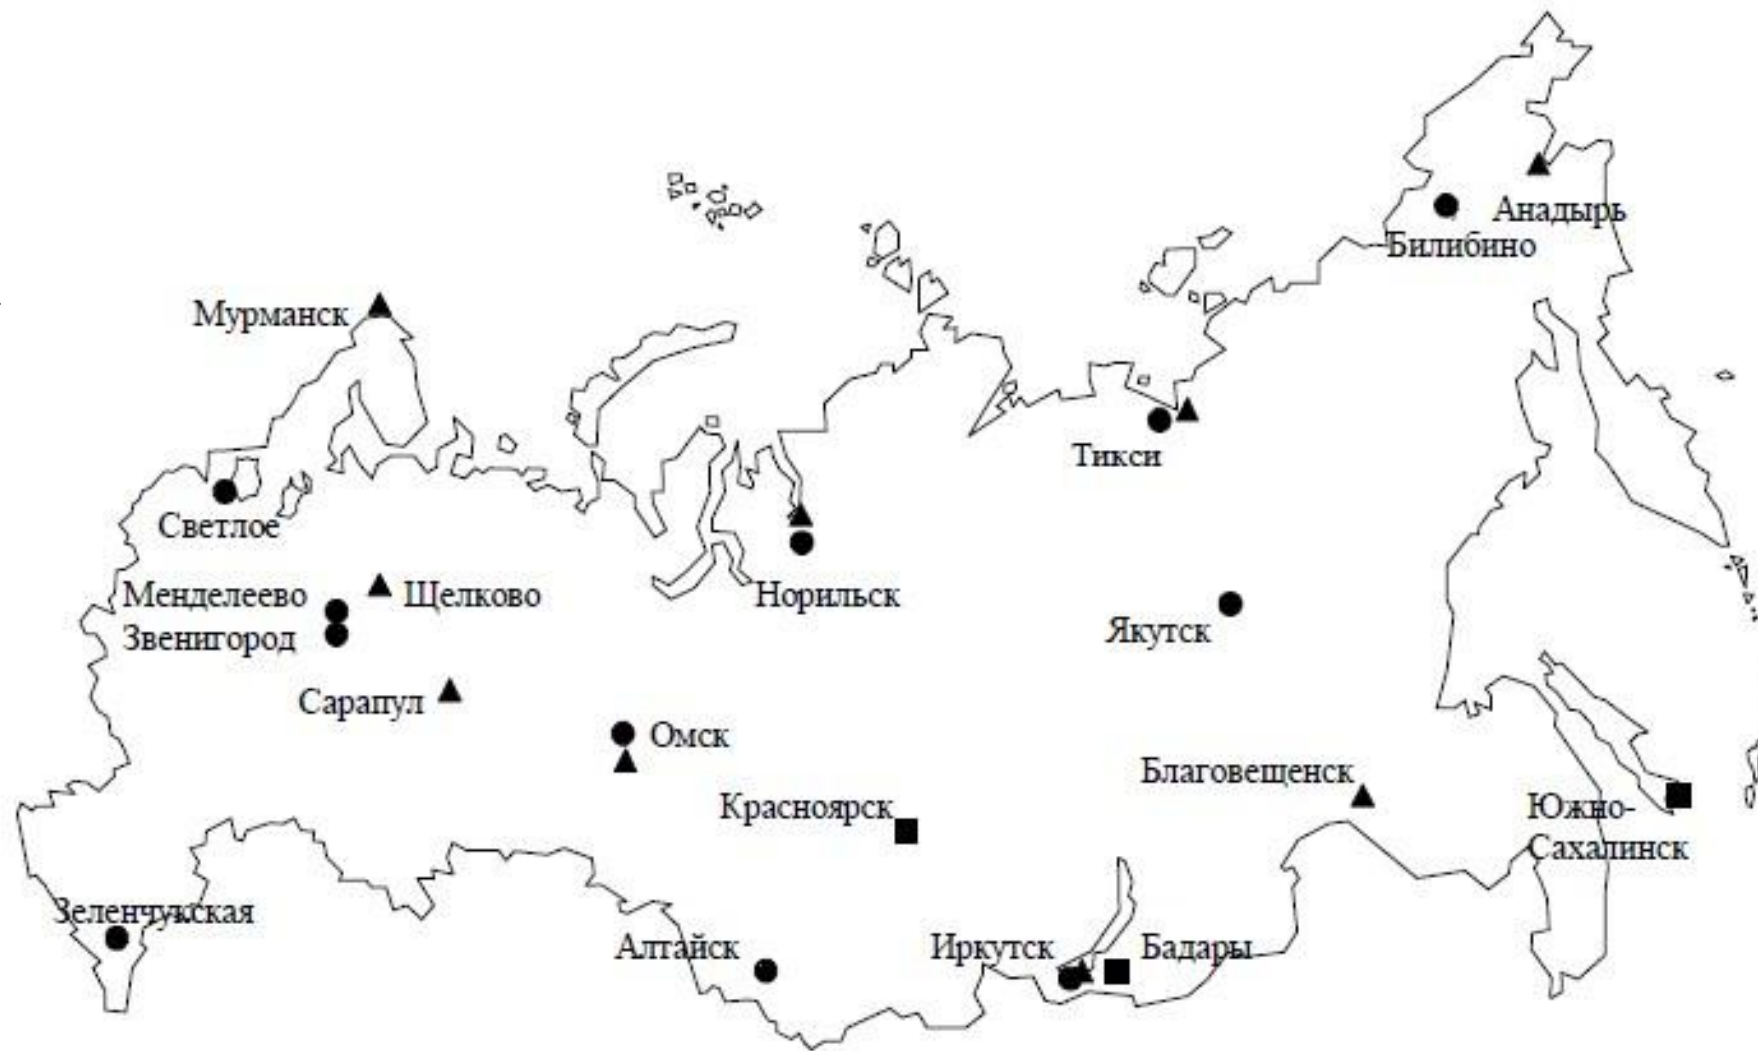 Анадырь
Билибино
Мурманск
Тикси
Светлое
Менделеево
Щелково
Норильск
Звенигород
Якутск
Сарапул
Омск
Благовещенск
Красноярск
Южно-
Сахалинск
Зеленчукская
Алтайск
Иркутск
Бадары